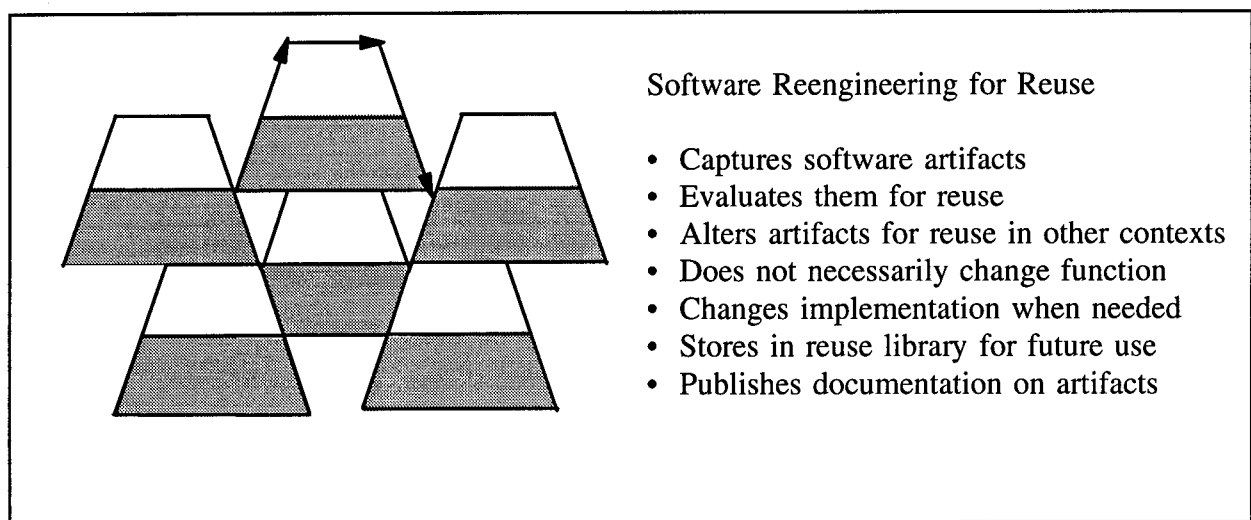 Software Reengineering for Reuse
• Captures software artifacts
• Evaluates them for reuse
• Alters artifacts for reuse in other contexts
• Does not necessarily change function
• Changes implementation when needed
• Stores in reuse library for future use
• Publishes documentation on artifacts